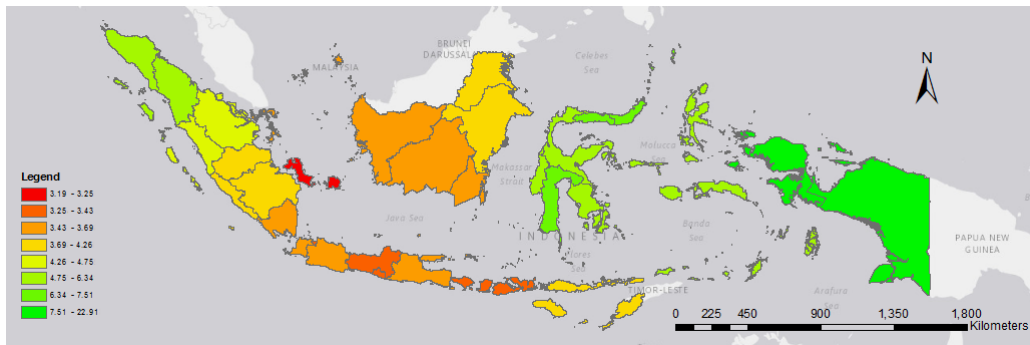 BRUNEI
DARUSSALA
MALAYSIA
Celebes
Sea
N
Molucca
Sea
Makassar
Strait
Legend
3.19 - 3.25
3.25 - 3.43
3.43 - 3.69
3.69 - 4.26
4.26 - 4.75
4.75 - 6.34
6.34 - 7.51
7.51 - 22.91
Java Sea
Banda
Sea
INDONESIA
Flores
Sea
PAPUA NEW
GUINEA
TIMOR-LESTE
Arafura
Sea
0 225 450 900 1,350 1,800
Kilometers